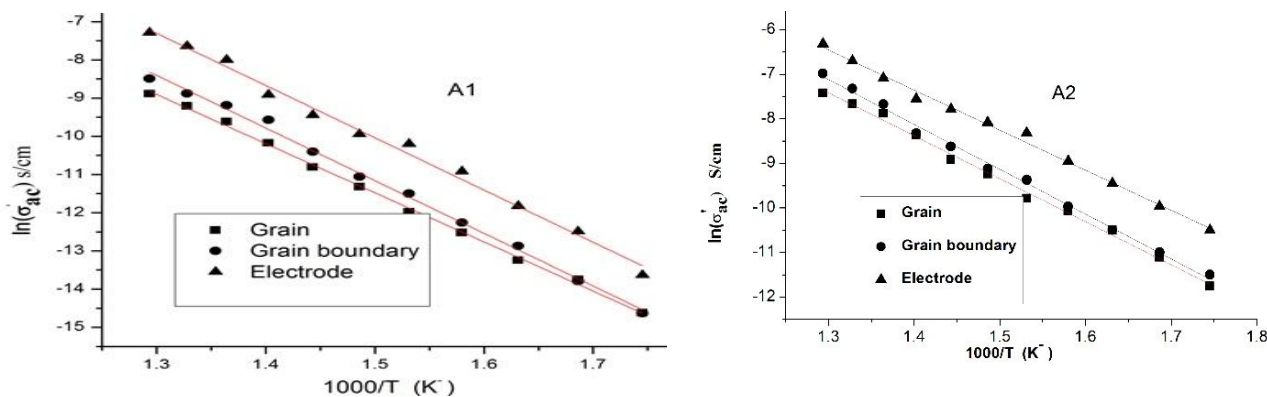 -7
-8
-9
-10
-11
-12
-13
-14
-15
ln(σ'ac) s/cm
A1
Grain
Grain boundary
Electrode
1.3 1.4 1.5 1.6 1.7
1000/T (K⁻)
-6
-7
-8
-9
-10
-11
-12
ln(σ'ac) S/cm
A2
Grain
Grain boundary
Electrode
1.3 1.4 1.5 1.6 1.7 1.8
1000/T (K⁻)